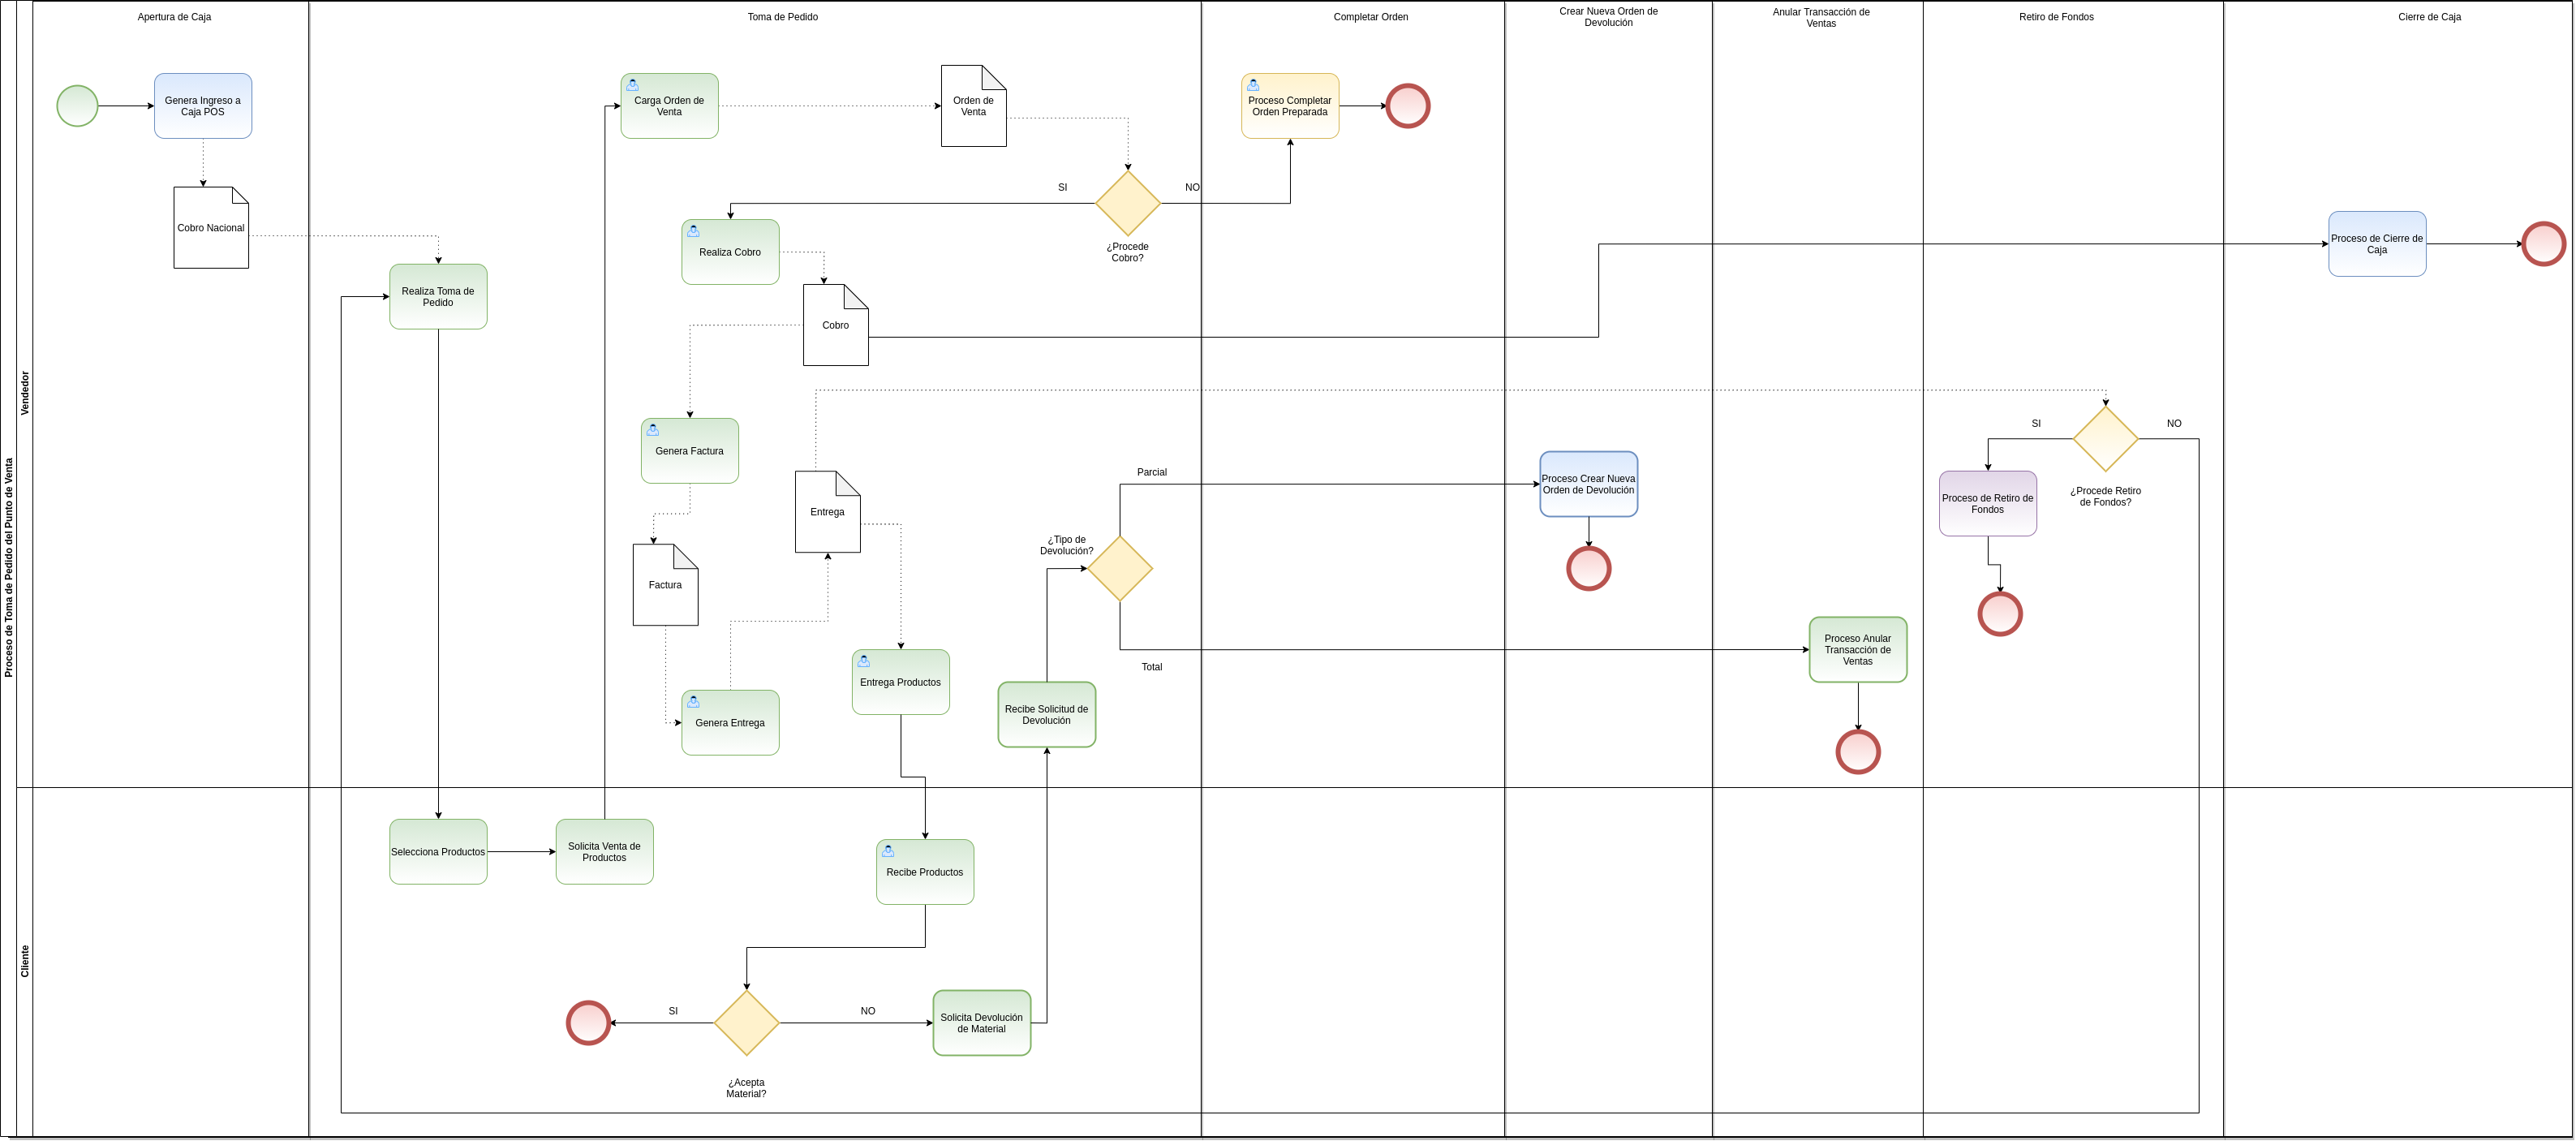 Apertura de Caja
Toma de Pedido
Completar Orden
Crear Nueva Orden de
Devolución
Anular Transacción de
Ventas
Retiro de Fondos
Cierre de Caja
Proceso de Toma de Pedido del Punto de Venta
Vendedor
Genera Ingreso a
Caja POS
Cobro Nacional
Realiza Toma de
Pedido
Carga Orden de
Venta
Orden de
Venta
SI
NO
¿Procede
Cobro?
Realiza Cobro
Cobro
Genera Factura
Factura
Genera Entrega
Entrega
Entrega Productos
Recibe Solicitud de
Devolución
¿Tipo de
Devolución?
Parcial
Total
Proceso Completar
Orden Preparada
Proceso Crear Nueva
Orden de Devolución
Proceso Anular
Transacción de
Ventas
SI
NO
¿Procede Retiro
de Fondos?
Proceso de Retiro de
Fondos
Proceso de Cierre de
Caja
Cliente
Selecciona Productos
Solicita Venta de
Productos
Recibe Productos
SI
NO
¿Acepta
Material?
Solicita Devolución
de Material